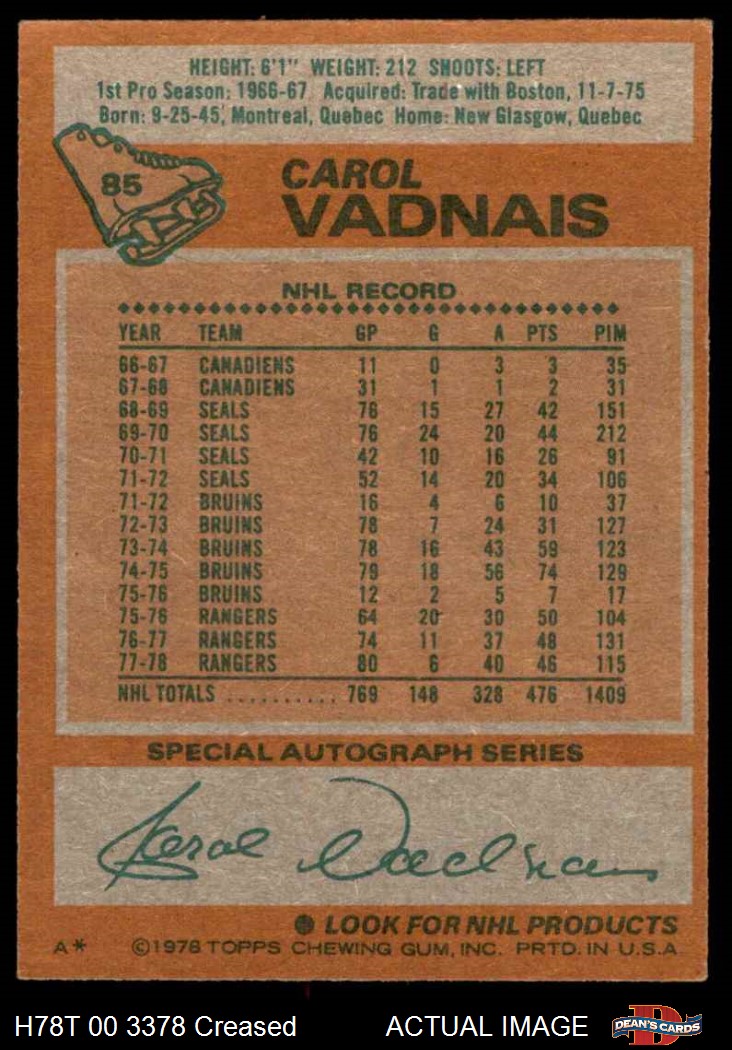 HEIGHT: 6'1" WEIGHT: 212 SHOOTS: LEFT
1st Pro Season: 1966-67 Acquired: Trade with Boston, 11-7-75
Born: 9-25-45, Montreal, Quebec Home: New Glasgow, Quebec
85
CAROL
VADNAIS
NHL RECORD
YEAR TEAM GP G A PTS PIM
66-67 CANADIENS 11 0 3 3 35
67-68 CANADIENS 31 1 1 2 31
68-69 SEALS 76 15 27 42 151
69-70 SEALS 76 24 20 44 212
70-71 SEALS 42 10 16 26 91
71-72 SEALS 52 14 20 34 106
71-72 BRUINS 16 4 6 10 37
72-73 BRUINS 78 7 24 31 127
73-74 BRUINS 78 16 43 59 123
74-75 BRUINS 79 18 56 74 129
75-76 BRUINS 12 2 5 7 17
75-76 RANGERS 64 20 30 50 104
76-77 RANGERS 74 11 37 48 131
77-78 RANGERS 80 6 40 46 115
NHL TOTALS .......... 769 148 328 476 1409
SPECIAL AUTOGRAPH SERIES
Carol Vadnais
● LOOK FOR NHL PRODUCTS
A* ©1978 TOPPS CHEWING GUM, INC. PRTD. IN U.S.A
H78T 00 3378 Creased ACTUAL IMAGE D DEAN'S CARDS